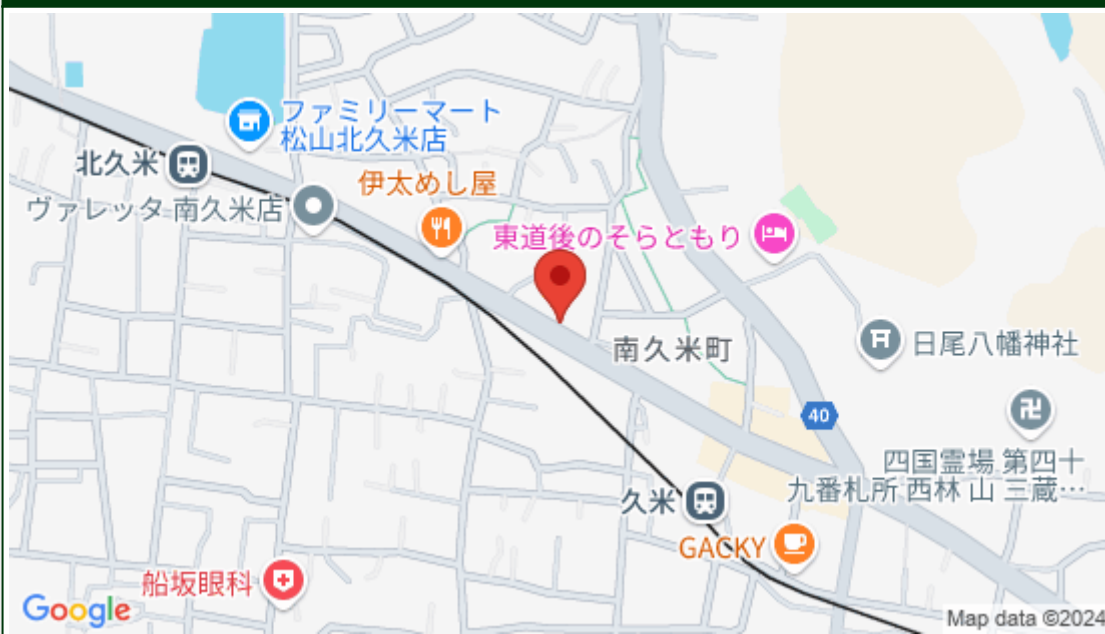 ファミリーマート
松山北久米店
北久米
伊太めし屋
ヴァレッタ 南久米店
東道後のそらともり
南久米町
日尾八幡神社
40
四国霊場 第四十
九番札所 西林 山 三蔵…
久米
GACKY
船坂眼科
Google
Map data ©2024